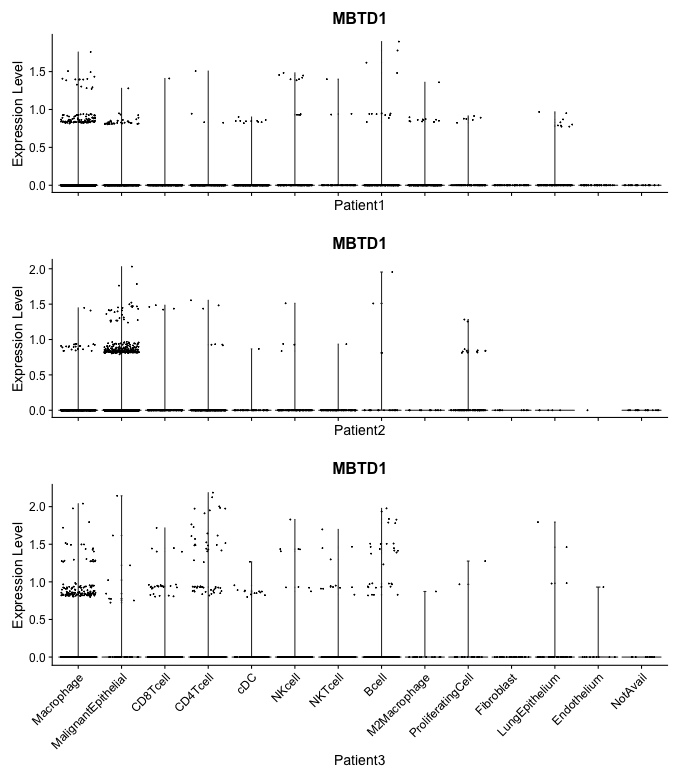 MBTD1
Expression Level
1.5
1.0
0.5
0.0
Patient1
MBTD1
Expression Level
2.0
1.5
1.0
0.5
0.0
Patient2
MBTD1
Expression Level
2.0
1.5
1.0
0.5
0.0
Macrophage
MalignantEpithelial
CD8Tcell
CD4Tcell
cDC
NKcell
NKTcell
Bcell
M2Macrophage
ProliferatingCell
Fibroblast
LungEpithelium
Endothelium
NotAvail
Patient3